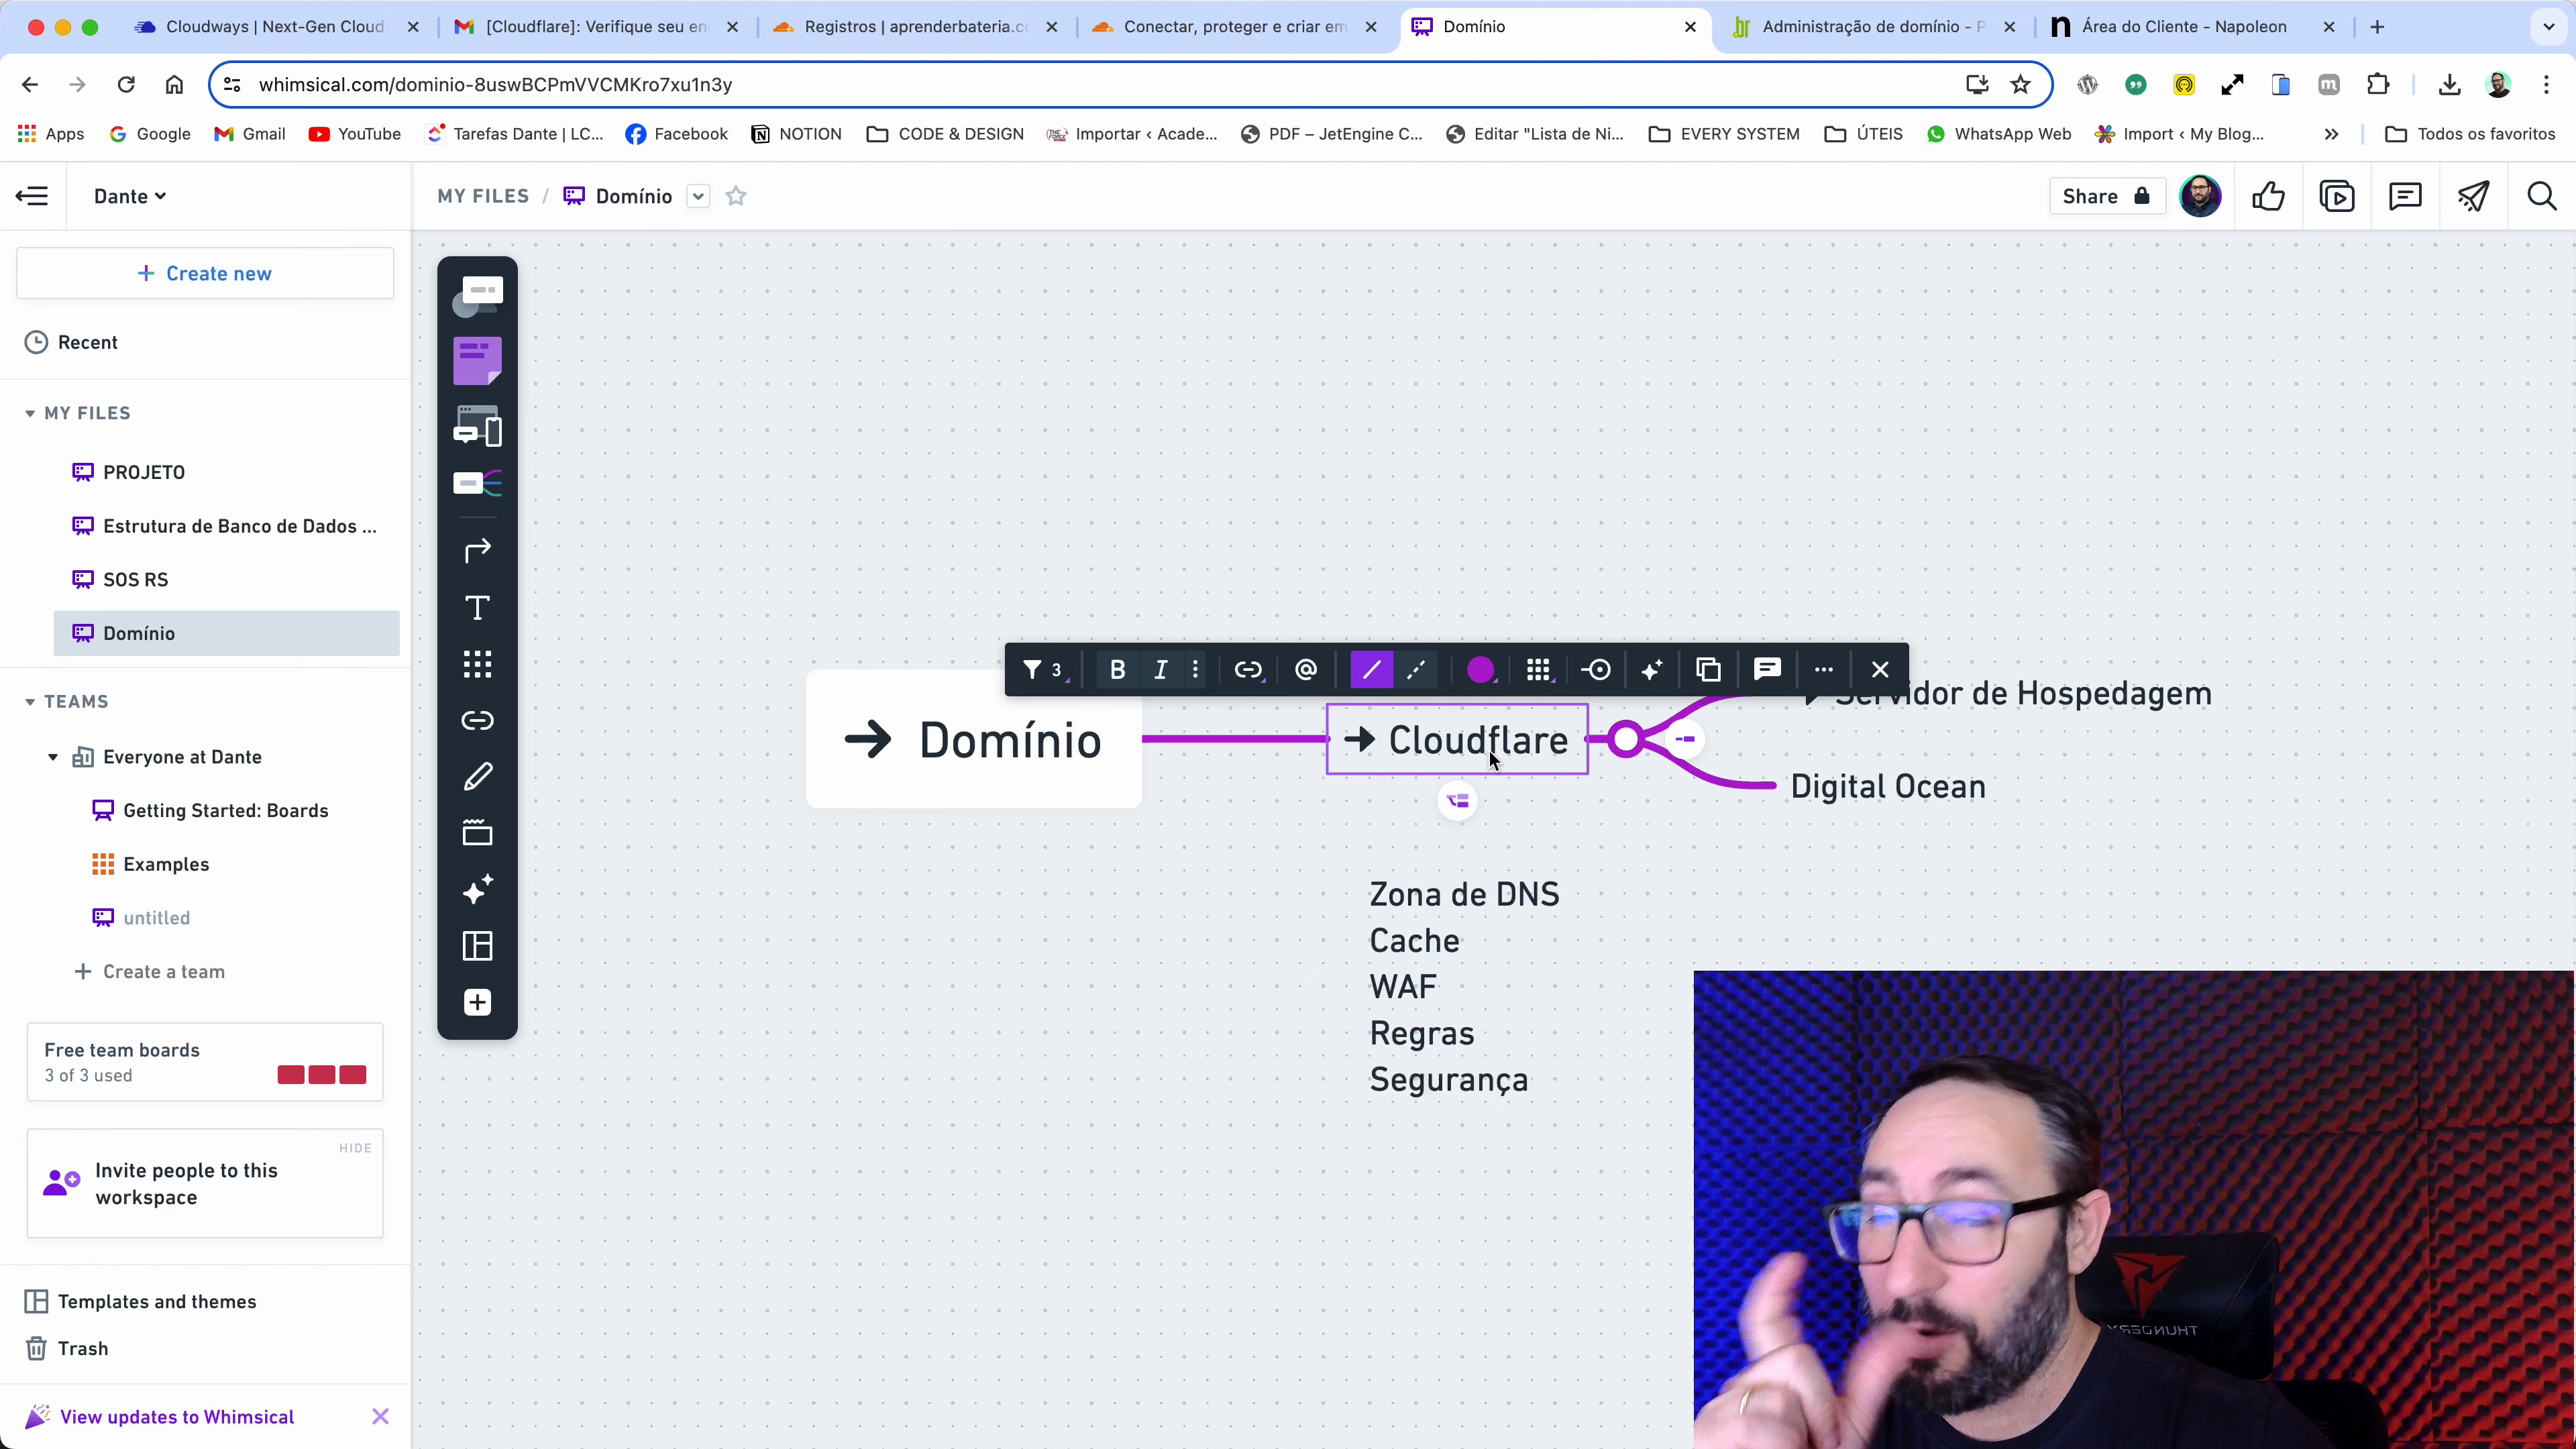 Cloudways | Next-Gen Cloud
[Cloudflare]: Verifique seu en
Registros | aprenderbateria.co
Conectar, proteger e criar em
Domínio
Administração de domínio - P
Área do Cliente - Napoleon
whimsical.com/dominio-8uswBCPmVVCMKro7xu1n3y
Apps
Google
Gmail
YouTube
Tarefas Dante | LC...
Facebook
NOTION
CODE & DESIGN
Importar ‹ Acade...
PDF – JetEngine C...
Editar "Lista de Ni...
EVERY SYSTEM
ÚTEIS
WhatsApp Web
Import ‹ My Blog...
Todos os favoritos
Dante
MY FILES / Domínio
Share
Create new
Recent
MY FILES
PROJETO
Estrutura de Banco de Dados ...
SOS RS
Domínio
TEAMS
Everyone at Dante
Getting Started: Boards
Examples
untitled
Create a team
Free team boards
3 of 3 used
HIDE
Invite people to this
workspace
Templates and themes
Trash
View updates to Whimsical
3
B I
Domínio
Cloudflare
Servidor de Hospedagem
Digital Ocean
Zona de DNS
Cache
WAF
Regras
Segurança